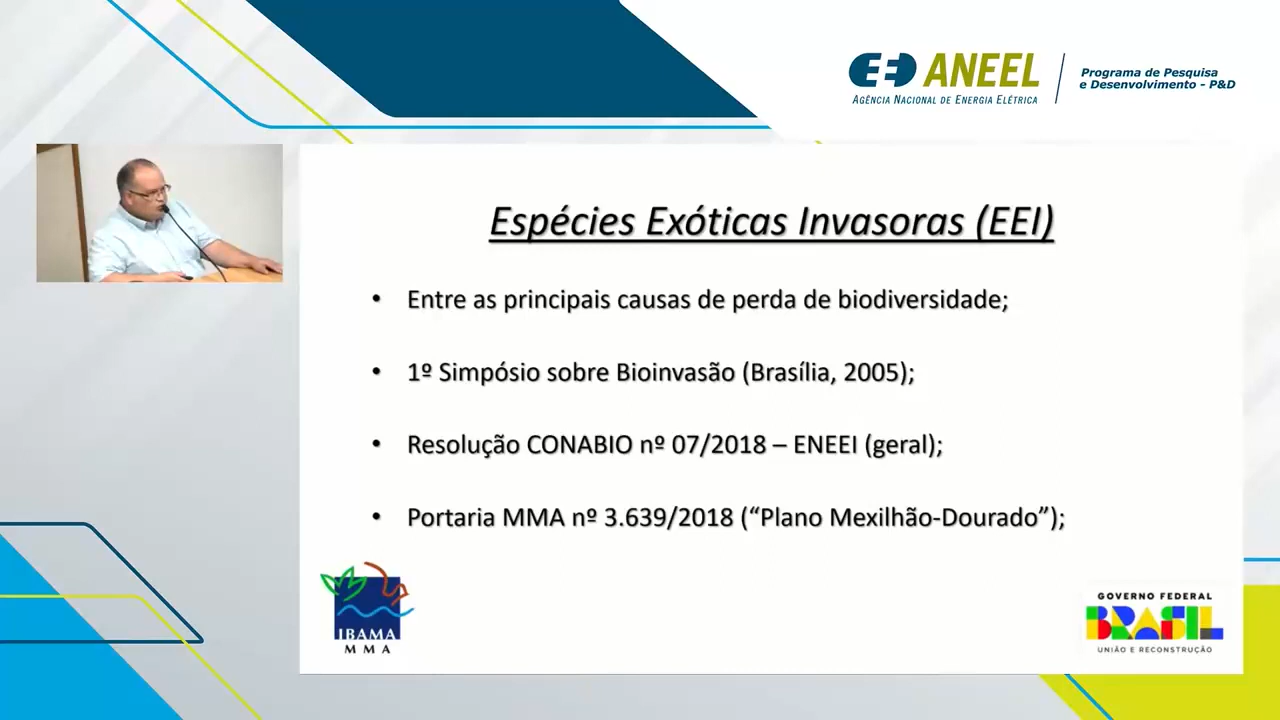 ANEEL
AGÊNCIA NACIONAL DE ENERGIA ELÉTRICA
Programa de Pesquisa
e Desenvolvimento - P&D
Espécies Exóticas Invasoras (EEI)
• Entre as principais causas de perda de biodiversidade;
• 1º Simpósio sobre Bioinvasão (Brasília, 2005);
• Resolução CONABIO nº 07/2018 – ENEEI (geral);
• Portaria MMA nº 3.639/2018 (“Plano Mexilhão-Dourado”);
IBAMA
MMA
GOVERNO FEDERAL
BRASIL
UNIÃO E RECONSTRUÇÃO